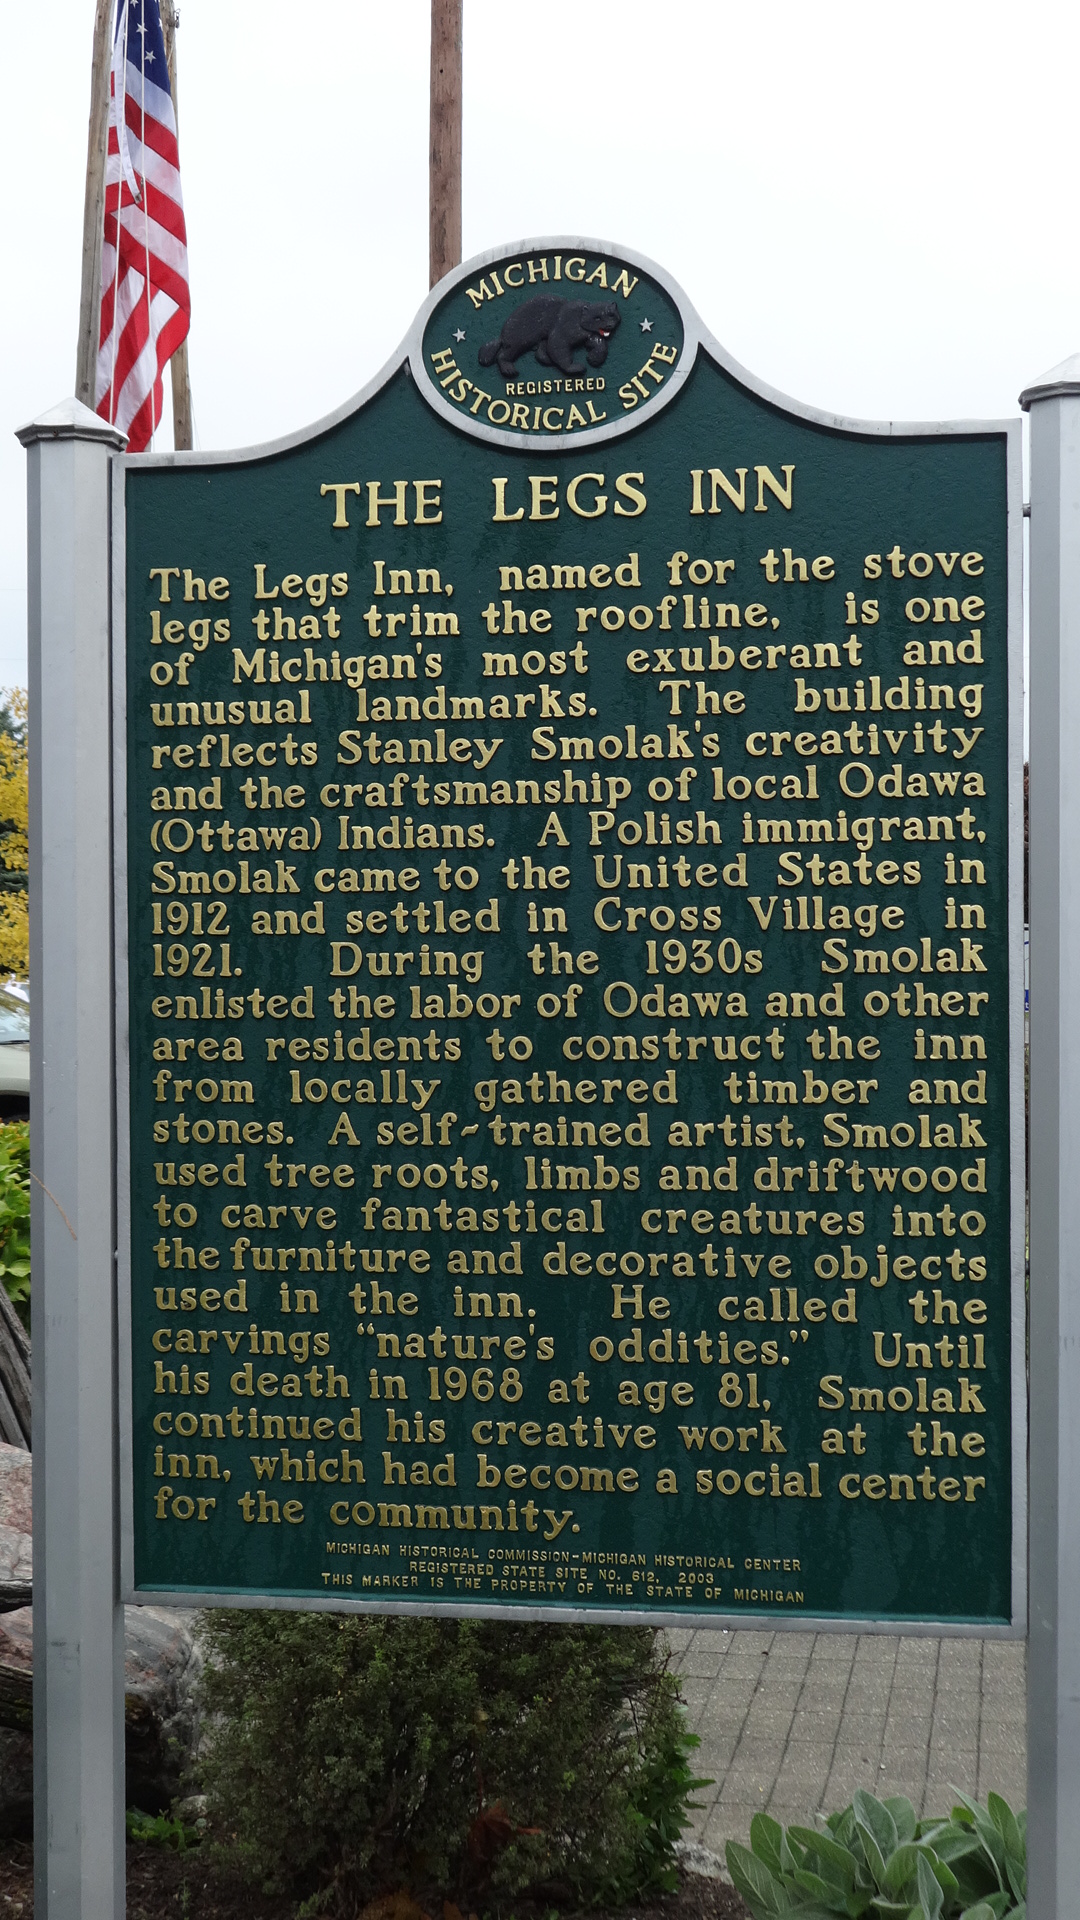 MICHIGAN
REGISTERED
HISTORICAL SITE
THE LEGS INN
The Legs Inn, named for the stove
legs that trim the roofline, is one
of Michigan's most exuberant and
unusual landmarks. The building
reflects Stanley Smolak's creativity
and the craftsmanship of local Odawa
(Ottawa) Indians. A Polish immigrant,
Smolak came to the United States in
1912 and settled in Cross Village in
1921. During the 1930s Smolak
enlisted the labor of Odawa and other
area residents to construct the inn
from locally gathered timber and
stones. A self-trained artist, Smolak
used tree roots, limbs and driftwood
to carve fantastical creatures into
the furniture and decorative objects
used in the inn. He called the
carvings “nature's oddities.” Until
his death in 1968 at age 81, Smolak
continued his creative work at the
inn, which had become a social center
for the community.
MICHIGAN HISTORICAL COMMISSION-MICHIGAN HISTORICAL CENTER
REGISTERED STATE SITE NO. 612, 2003
THIS MARKER IS THE PROPERTY OF THE STATE OF MICHIGAN